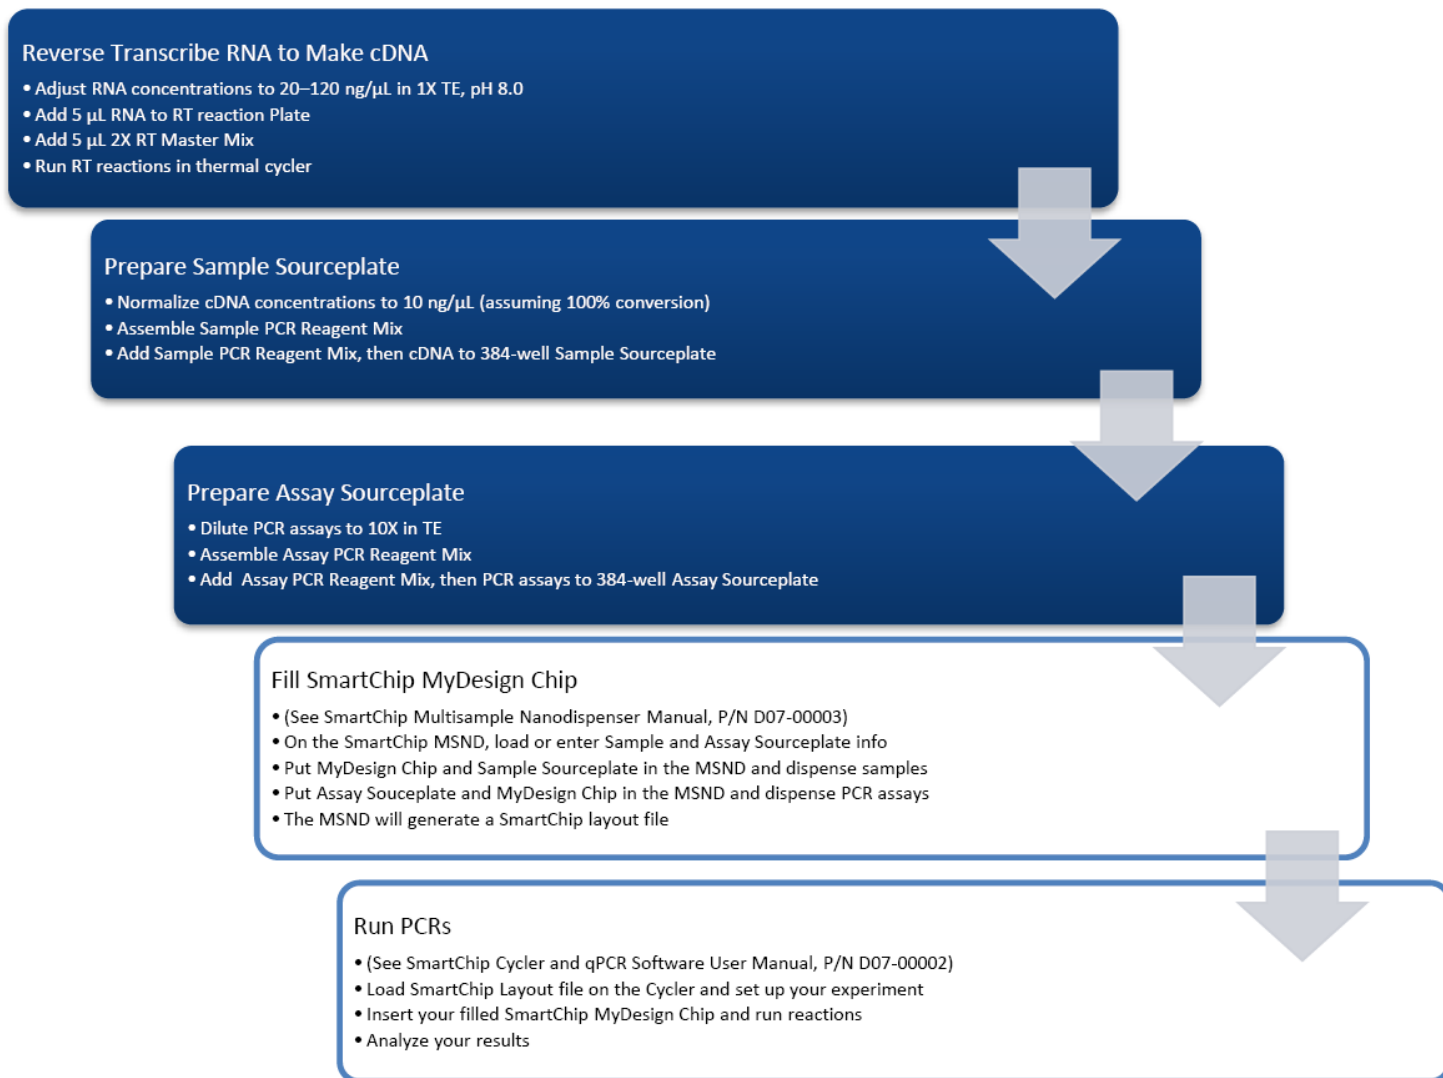 Reverse Transcribe RNA to Make cDNA
• Adjust RNA concentrations to 20–120 ng/µL in 1X TE, pH 8.0
• Add 5 µL RNA to RT reaction Plate
• Add 5 µL 2X RT Master Mix
• Run RT reactions in thermal cycler
Prepare Sample Sourceplate
• Normalize cDNA concentrations to 10 ng/µL (assuming 100% conversion)
• Assemble Sample PCR Reagent Mix
• Add Sample PCR Reagent Mix, then cDNA to 384-well Sample Sourceplate
Prepare Assay Sourceplate
• Dilute PCR assays to 10X in TE
• Assemble Assay PCR Reagent Mix
• Add Assay PCR Reagent Mix, then PCR assays to 384-well Assay Sourceplate
Fill SmartChip MyDesign Chip
• (See SmartChip Multisample Nanodispenser Manual, P/N D07-00003)
• On the SmartChip MSND, load or enter Sample and Assay Sourceplate info
• Put MyDesign Chip and Sample Sourceplate in the MSND and dispense samples
• Put Assay Souceplate and MyDesign Chip in the MSND and dispense PCR assays
• The MSND will generate a SmartChip layout file
Run PCRs
• (See SmartChip Cycler and qPCR Software User Manual, P/N D07-00002)
• Load SmartChip Layout file on the Cycler and set up your experiment
• Insert your filled SmartChip MyDesign Chip and run reactions
• Analyze your results